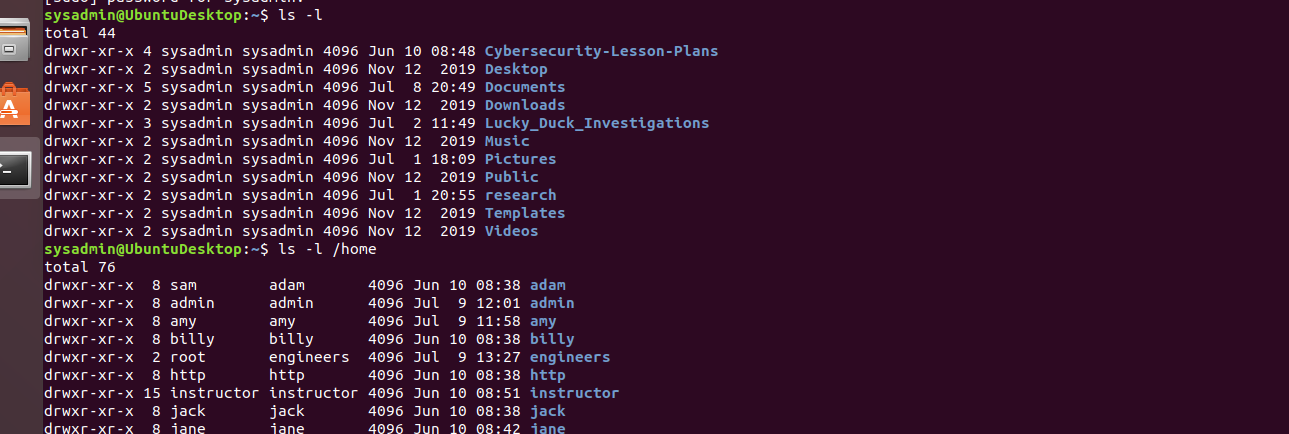 [sudo] password for sysadmin:
sysadmin@UbuntuDesktop:~$ ls -l
total 44
drwxr-xr-x 4 sysadmin sysadmin 4096 Jun 10 08:48 Cybersecurity-Lesson-Plans
drwxr-xr-x 2 sysadmin sysadmin 4096 Nov 12  2019 Desktop
drwxr-xr-x 5 sysadmin sysadmin 4096 Jul  8 20:49 Documents
drwxr-xr-x 2 sysadmin sysadmin 4096 Nov 12  2019 Downloads
drwxr-xr-x 3 sysadmin sysadmin 4096 Jul  2 11:49 Lucky_Duck_Investigations
drwxr-xr-x 2 sysadmin sysadmin 4096 Nov 12  2019 Music
drwxr-xr-x 2 sysadmin sysadmin 4096 Jul  1 18:09 Pictures
drwxr-xr-x 2 sysadmin sysadmin 4096 Nov 12  2019 Public
drwxr-xr-x 2 sysadmin sysadmin 4096 Jul  1 20:55 research
drwxr-xr-x 2 sysadmin sysadmin 4096 Nov 12  2019 Templates
drwxr-xr-x 2 sysadmin sysadmin 4096 Nov 12  2019 Videos
sysadmin@UbuntuDesktop:~$ ls -l /home
total 76
drwxr-xr-x  8 sam        adam       4096 Jun 10 08:38 adam
drwxr-xr-x  8 admin      admin      4096 Jul  9 12:01 admin
drwxr-xr-x  8 amy        amy        4096 Jul  9 11:58 amy
drwxr-xr-x  8 billy      billy      4096 Jun 10 08:38 billy
drwxr-xr-x  2 root       engineers  4096 Jul  9 13:27 engineers
drwxr-xr-x  8 http       http       4096 Jun 10 08:38 http
drwxr-xr-x 15 instructor instructor 4096 Jun 10 08:51 instructor
drwxr-xr-x  8 jack       jack       4096 Jun 10 08:38 jack
drwxr-xr-x  8 jane       jane       4096 Jun 10 08:42 jane